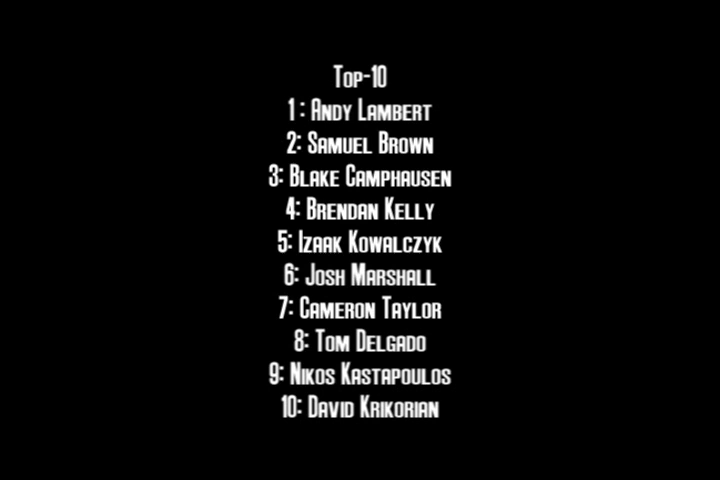 Top-10
1 : Andy Lambert
2: Samuel Brown
3: Blake Camphausen
4: Brendan Kelly
5: Izaak Kowalczyk
6: Josh Marshall
7: Cameron Taylor
8: Tom Delgado
9: Nikos Kastapoulos
10: David Krikorian